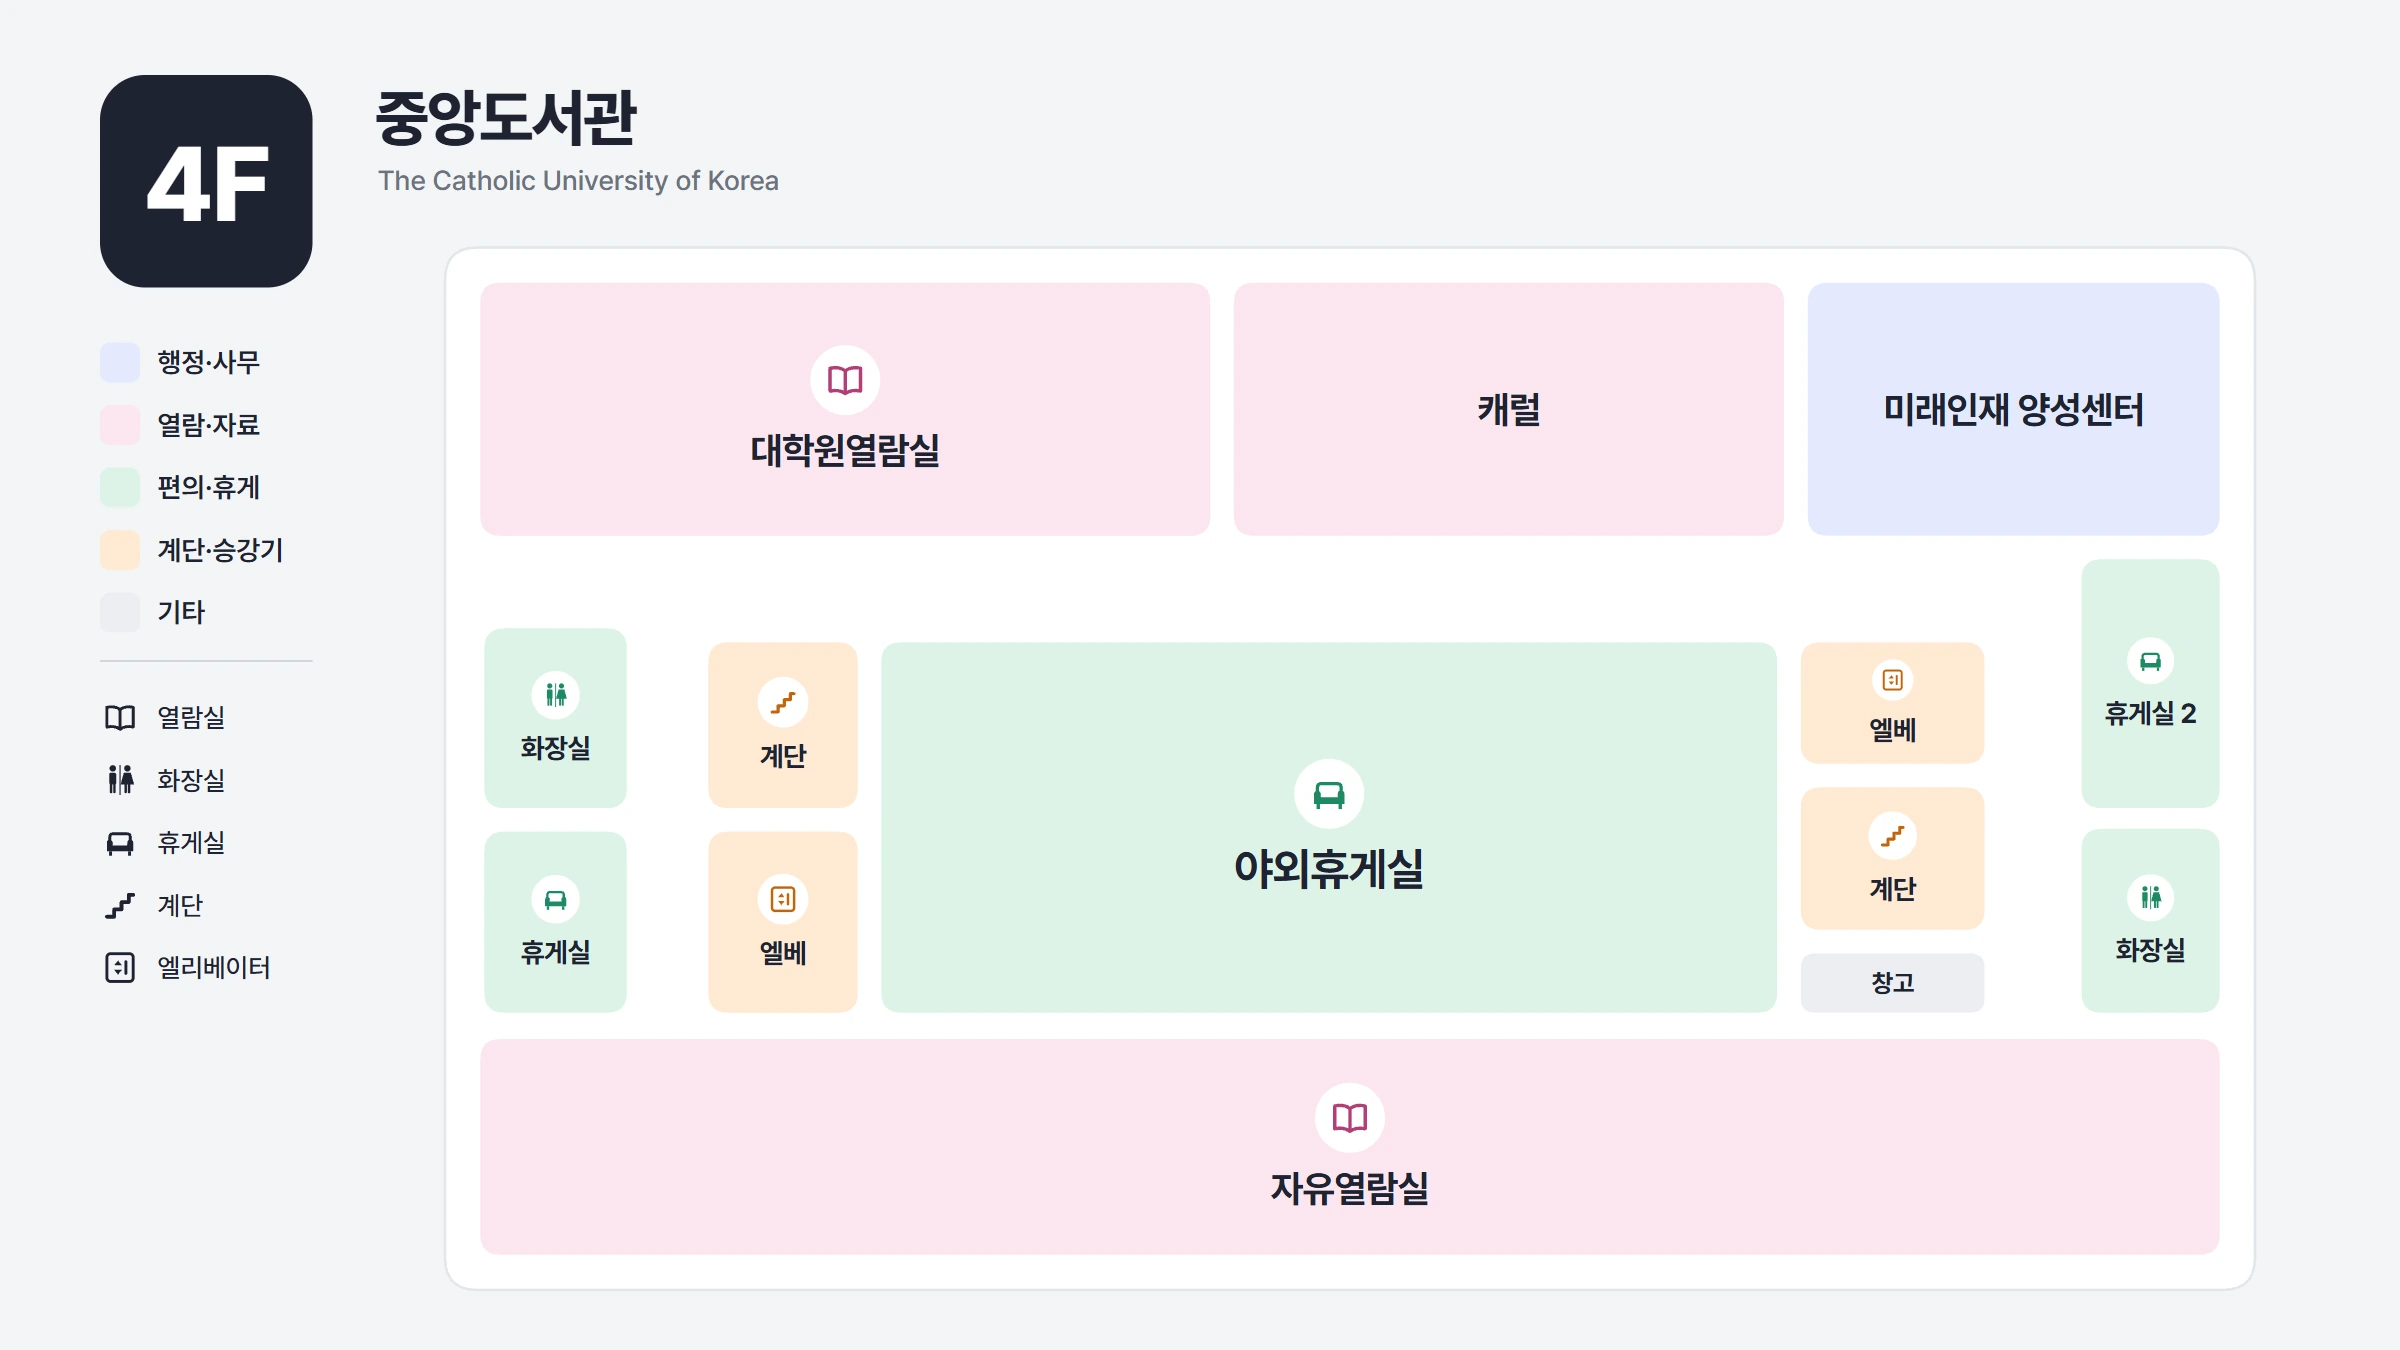 4F
중앙도서관
The Catholic University of Korea
행정·사무
열람·자료
편의·휴게
계단·승강기
기타
열람실
화장실
휴게실
계단
엘리베이터
대학원열람실
캐럴
미래인재 양성센터
화장실
계단
엘베
휴게실 2
야외휴게실
계단
휴게실
엘베
창고
화장실
자유열람실